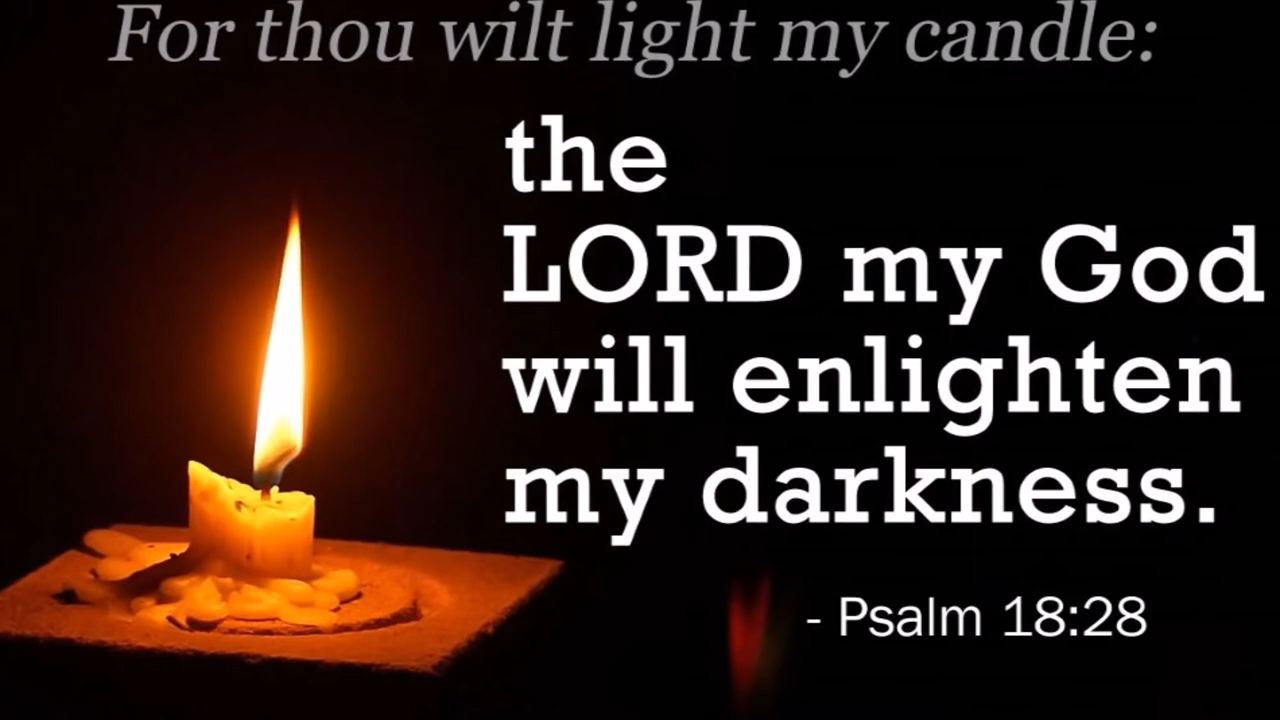 For thou wilt light my candle:
the
LORD my God
will enlighten
my darkness.
- Psalm 18:28